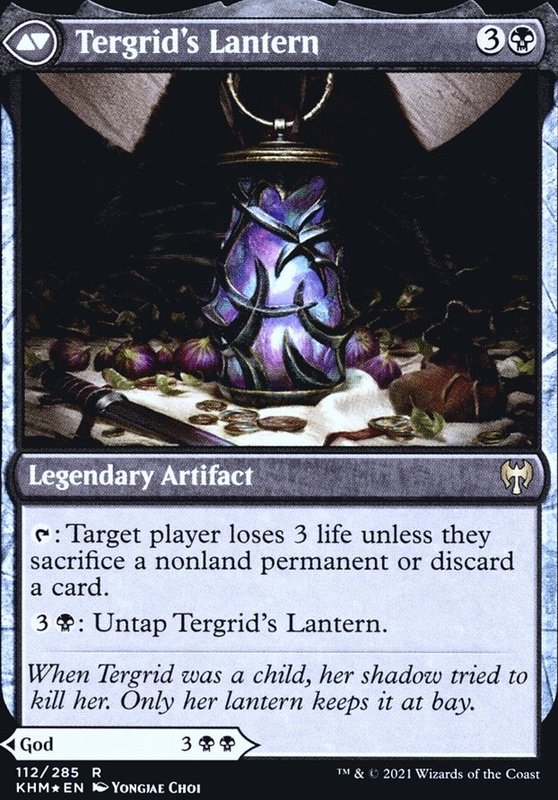 Tergrid's Lantern 3
Legendary Artifact
: Target player loses 3 life unless they
sacrifice a nonland permanent or discard
a card.
3 : Untap Tergrid's Lantern.
When Tergrid was a child, her shadow tried to
kill her. Only her lantern keeps it at bay.
God 3
112/285 R
KHM★EN Yongjae Choi
™ & © 2021 Wizards of the Coast